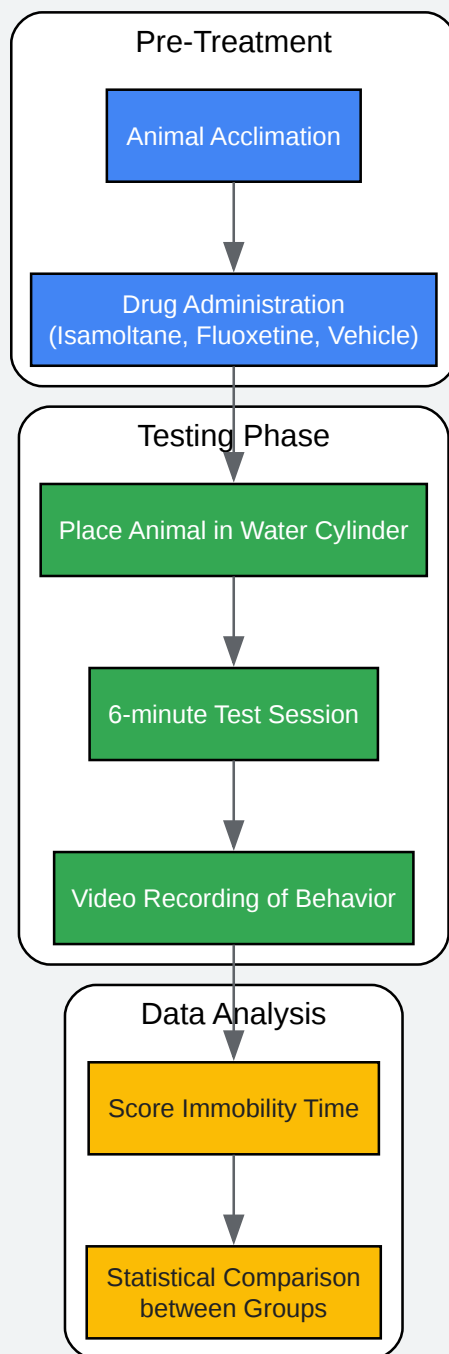 Pre-Treatment
Animal Acclimation
Drug Administration
(Isamoltane, Fluoxetine, Vehicle)
Testing Phase
Place Animal in Water Cylinder
6-minute Test Session
Video Recording of Behavior
Data Analysis
Score Immobility Time
Statistical Comparison
between Groups